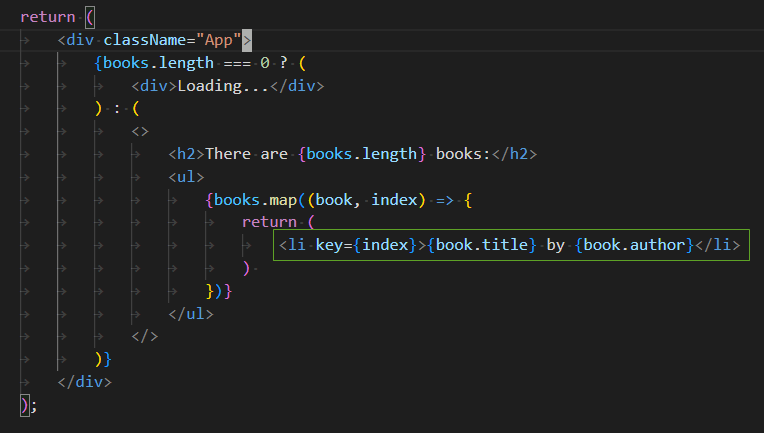 return (
<div className="App">
{books.length === 0 ? (
<div>Loading...</div>
) : (
<>
<h2>There are {books.length} books:</h2>
<ul>
{books.map((book, index) => {
return (
<li key={index}>{book.title} by {book.author}</li>
)
})}
</ul>
</>
)}
</div>
);